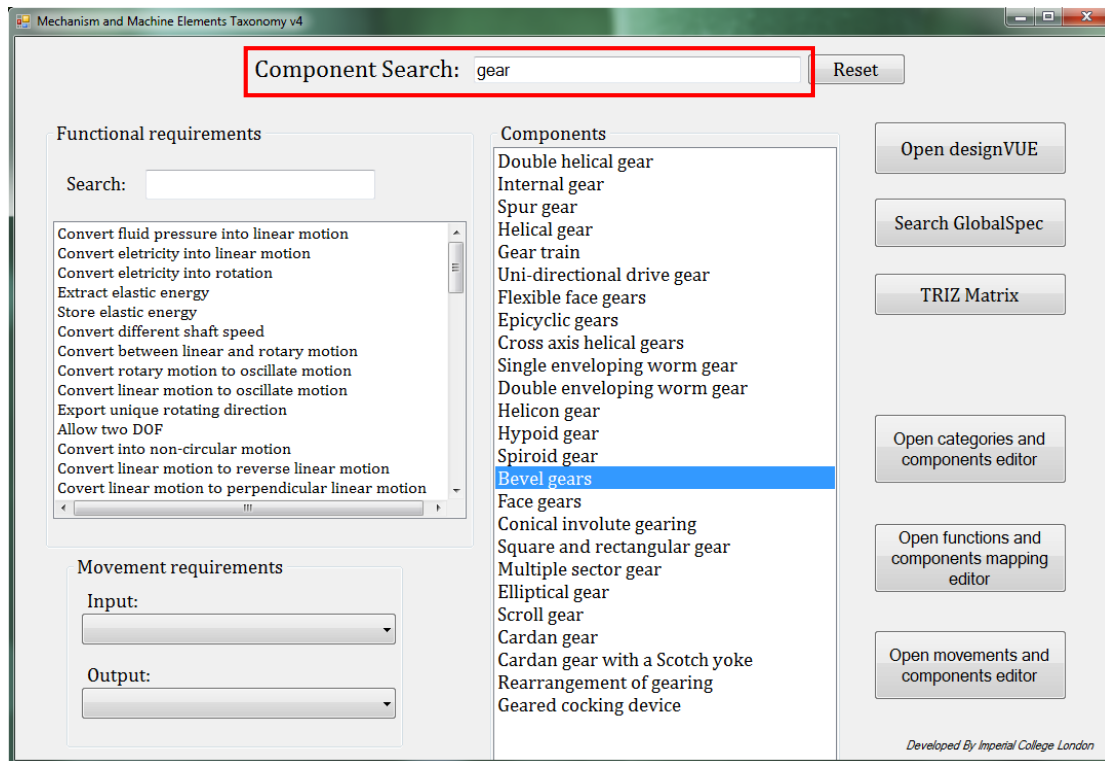 Mechanism and Machine Elements Taxonomy v4
Component Search: gear
Reset
Functional requirements
Search:
Convert fluid pressure into linear motion
Convert eletricity into linear motion
Convert eletricity into rotation
Extract elastic energy
Store elastic energy
Convert different shaft speed
Convert between linear and rotary motion
Convert rotary motion to oscillate motion
Convert linear motion to oscillate motion
Export unique rotating direction
Allow two DOF
Convert into non-circular motion
Convert linear motion to reverse linear motion
Covert linear motion to perpendicular linear motion
Movement requirements
Input:
Output:
Components
Double helical gear
Internal gear
Spur gear
Helical gear
Gear train
Uni-directional drive gear
Flexible face gears
Epicyclic gears
Cross axis helical gears
Single enveloping worm gear
Double enveloping worm gear
Helicon gear
Hypoid gear
Spiroid gear
Bevel gears
Face gears
Conical involute gearing
Square and rectangular gear
Multiple sector gear
Elliptical gear
Scroll gear
Cardan gear
Cardan gear with a Scotch yoke
Rearrangement of gearing
Geared cocking device
Open designVUE
Search GlobalSpec
TRIZ Matrix
Open categories and
components editor
Open functions and
components mapping
editor
Open movements and
components editor
Developed By Imperial College London